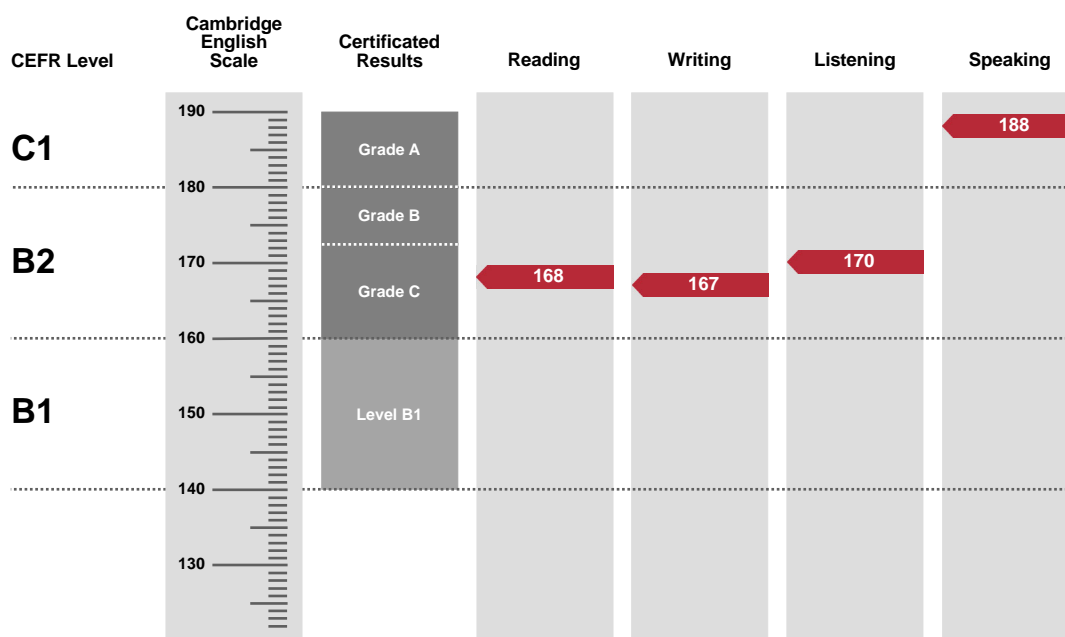 CEFR Level
Cambridge
English
Scale
Certificated
Results
Reading
Writing
Listening
Speaking
190
C1
Grade A
188
180
Grade B
B2
170
170
168
167
Grade C
160
B1
150
Level B1
140
130